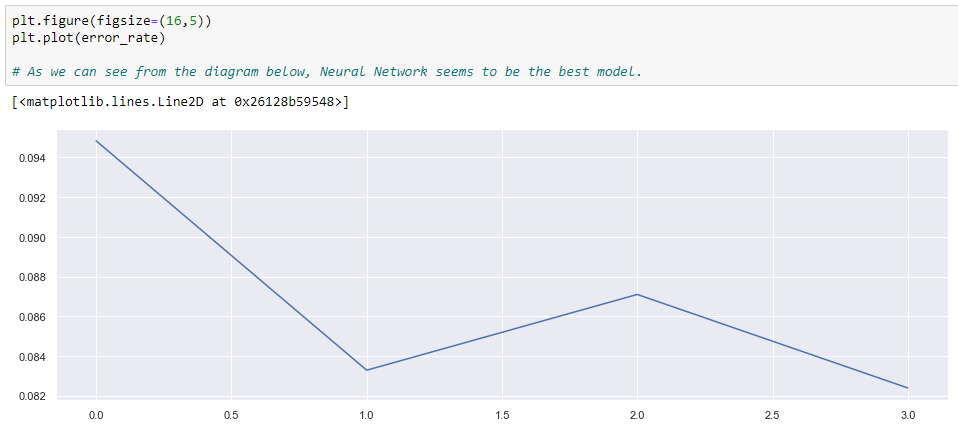 plt.figure(figsize=(16,5))
plt.plot(error_rate)
# As we can see from the diagram below, Neural Network seems to be the best model.
[<matplotlib.lines.Line2D at 0x26128b59548>]
0.094
0.092
0.090
0.088
0.086
0.084
0.082
0.0 0.5 1.0 1.5 2.0 2.5 3.0